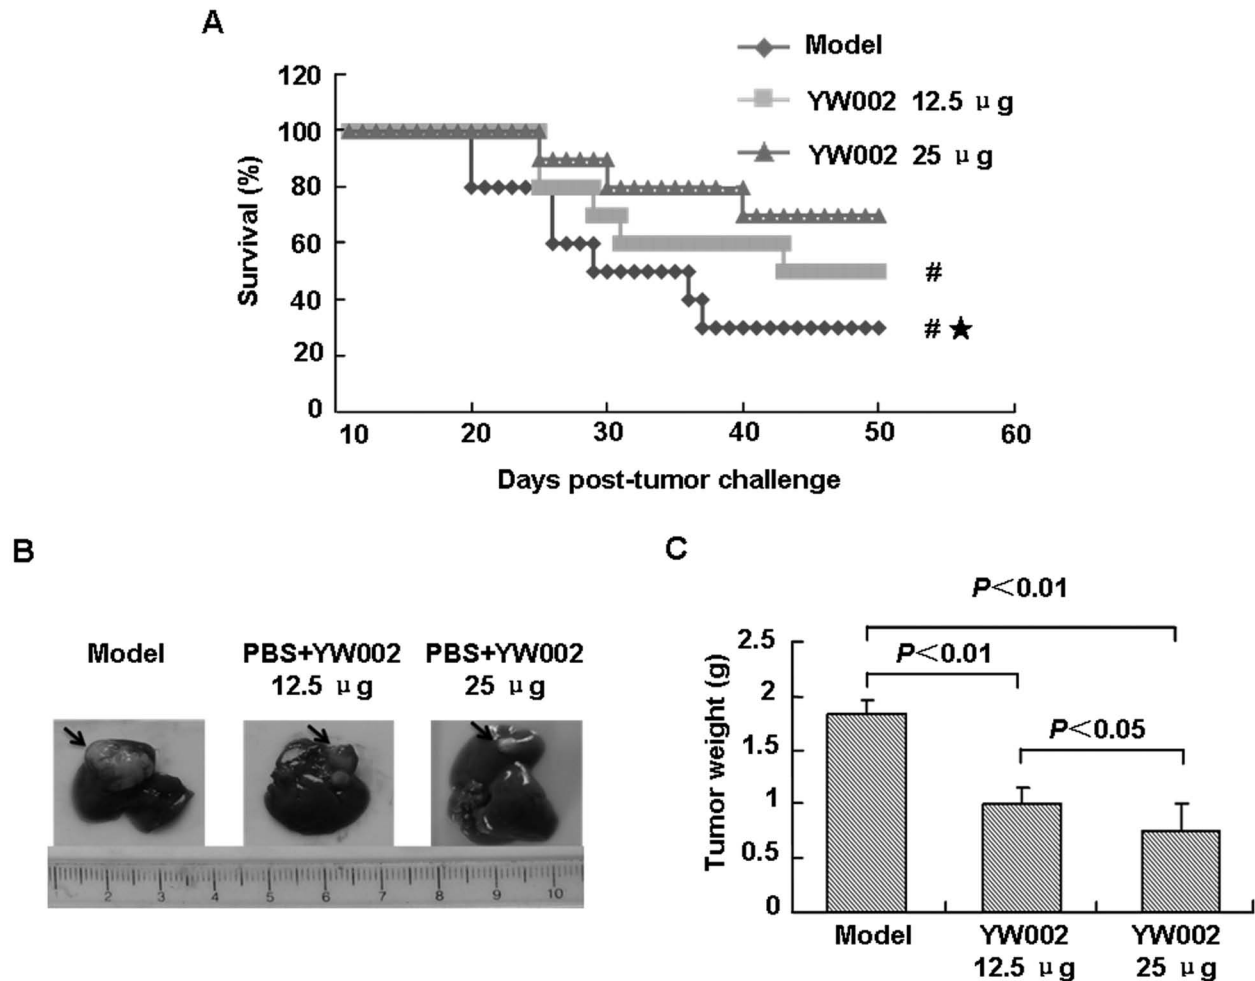 A
Model
YW002 12.5 μg
YW002 25 μg
120
100
80
60
40
20
0
Survival (%)
#
#★
10 20 30 40 50 60
Days post-tumor challenge
B
Model
PBS+YW002
12.5 μg
PBS+YW002
25 μg
2 3 4 5 6 7 8 9 10
C
P<0.01
P<0.01
P<0.05
2.5
2
1.5
1
0.5
0
Tumor weight (g)
Model
YW002
12.5 μg
YW002
25 μg